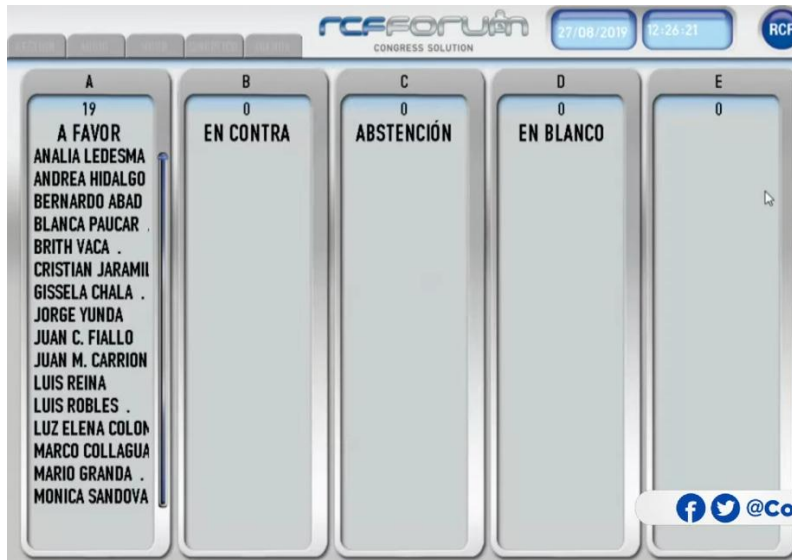 RCF FORUM
CONGRESS SOLUTION
27/08/2019
12:26:21
RCF
A
19
A FAVOR
ANALIA LEDESMA
ANDREA HIDALGO
BERNARDO ABAD
BLANCA PAUCAR .
BRITH VACA .
CRISTIAN JARAMIL
GISSELA CHALA .
JORGE YUNDA
JUAN C. FIALLO
JUAN M. CARRION
LUIS REINA
LUIS ROBLES .
LUZ ELENA COLON
MARCO COLLAGUA
MARIO GRANDA .
MONICA SANDOVA
B
0
EN CONTRA
C
0
ABSTENCIÓN
D
0
EN BLANCO
E
0
@Co